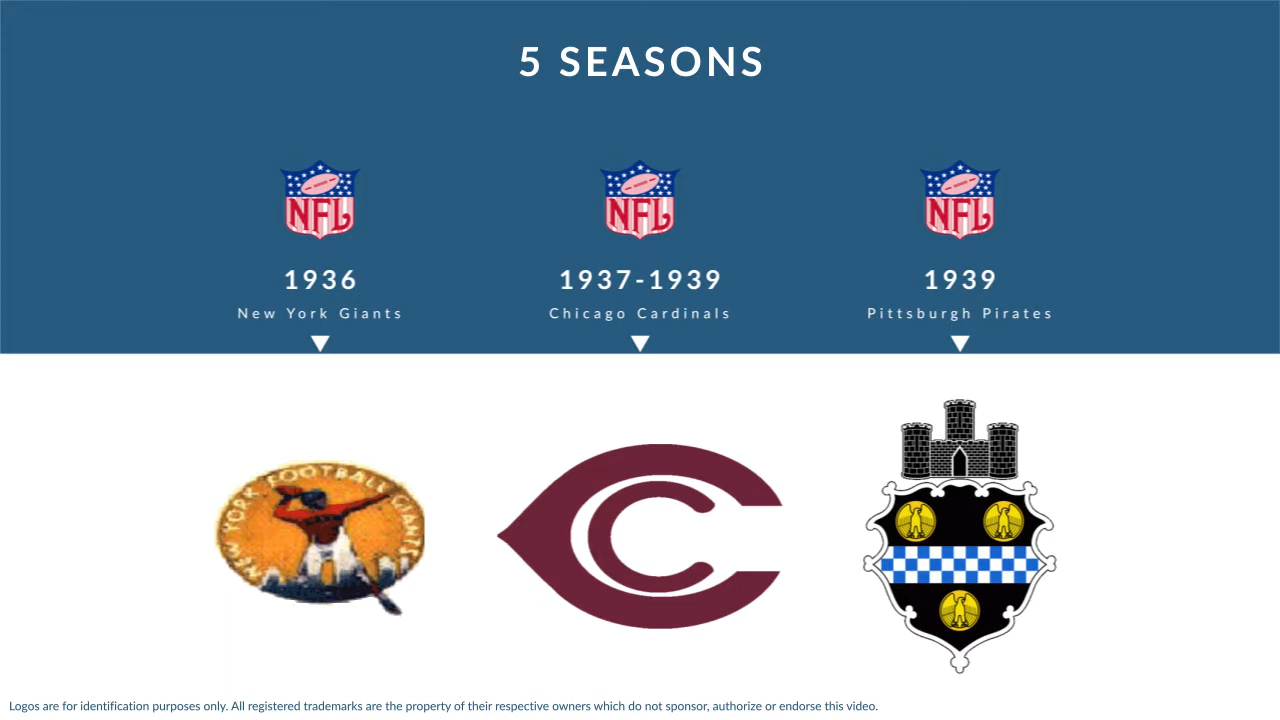 5 SEASONS
NFL NFL NFL
1936 1937-1939 1939
New York Giants Chicago Cardinals Pittsburgh Pirates
NEW YORK FOOTBALL GIANTS
Logos are for identification purposes only. All registered trademarks are the property of their respective owners which do not sponsor, authorize or endorse this video.